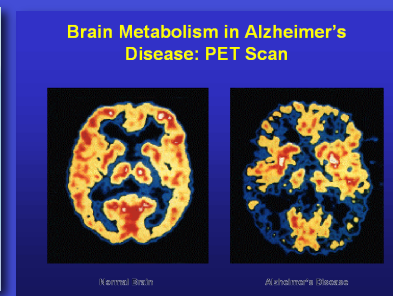 Brain Metabolism in Alzheimer's
Disease: PET Scan
Normal Brain
Alzheimer's Disease